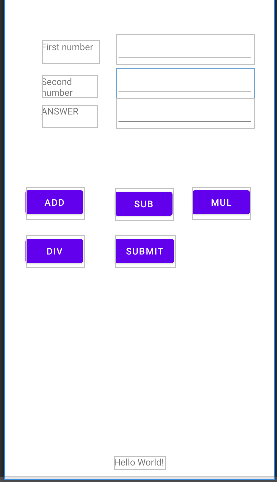 First number
Second
number
ANSWER
ADD
SUB
MUL
DIV
SUBMIT
Hello World!